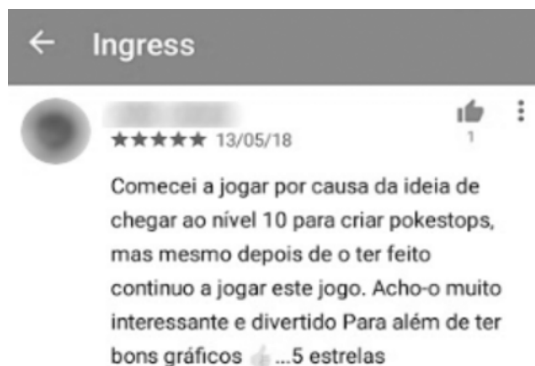 Ingress
★★★★★ 13/05/18
1
Comecei a jogar por causa da ideia de
chegar ao nível 10 para criar pokestops,
mas mesmo depois de o ter feito
continuo a jogar este jogo. Acho-o muito
interessante e divertido Para além de ter
bons gráficos 👍...5 estrelas